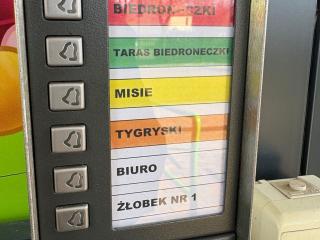 BIEDRONECZKI
TARAS BIEDRONECZKI
MISIE
TYGRYSKI
BIURO
ŻŁOBEK NR 1